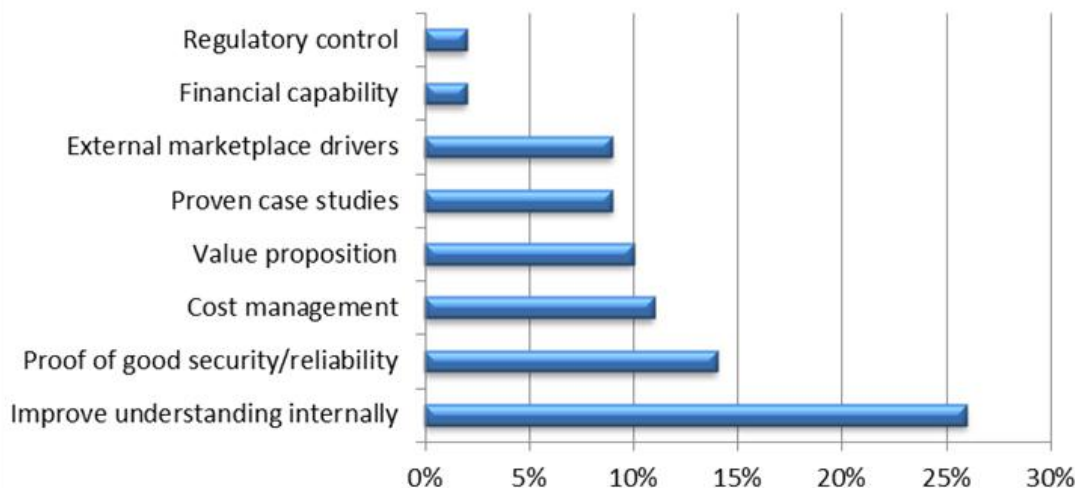 Regulatory control
Financial capability
External marketplace drivers
Proven case studies
Value proposition
Cost management
Proof of good security/reliability
Improve understanding internally
0% 5% 10% 15% 20% 25% 30%